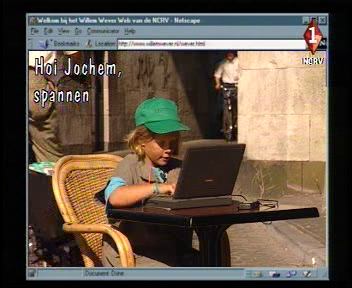 Welkom bij het Willem Wever Web van de NCRV - Netscape
File Edit View Go Communicator Help
Bookmarks Location: http://www.willemwever.nl/wever.html
1
NCRV
Hoi Jochem,
spannen
Document: Done